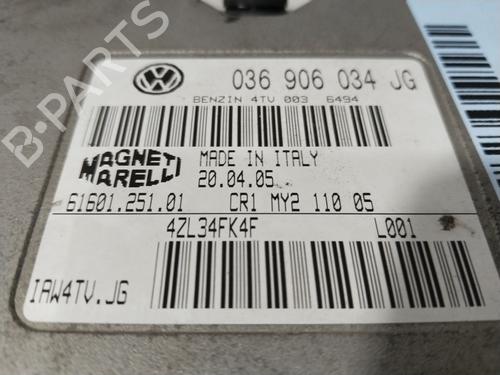 036 906 034 JG
BENZIN 4TV 003 6494
MAGNETI MARELLI
MADE IN ITALY
20.04.05
61601.251.01 CR1 MY2 110 05
4ZL34FK4F L001
IAW4TV.JG
B-PARTS